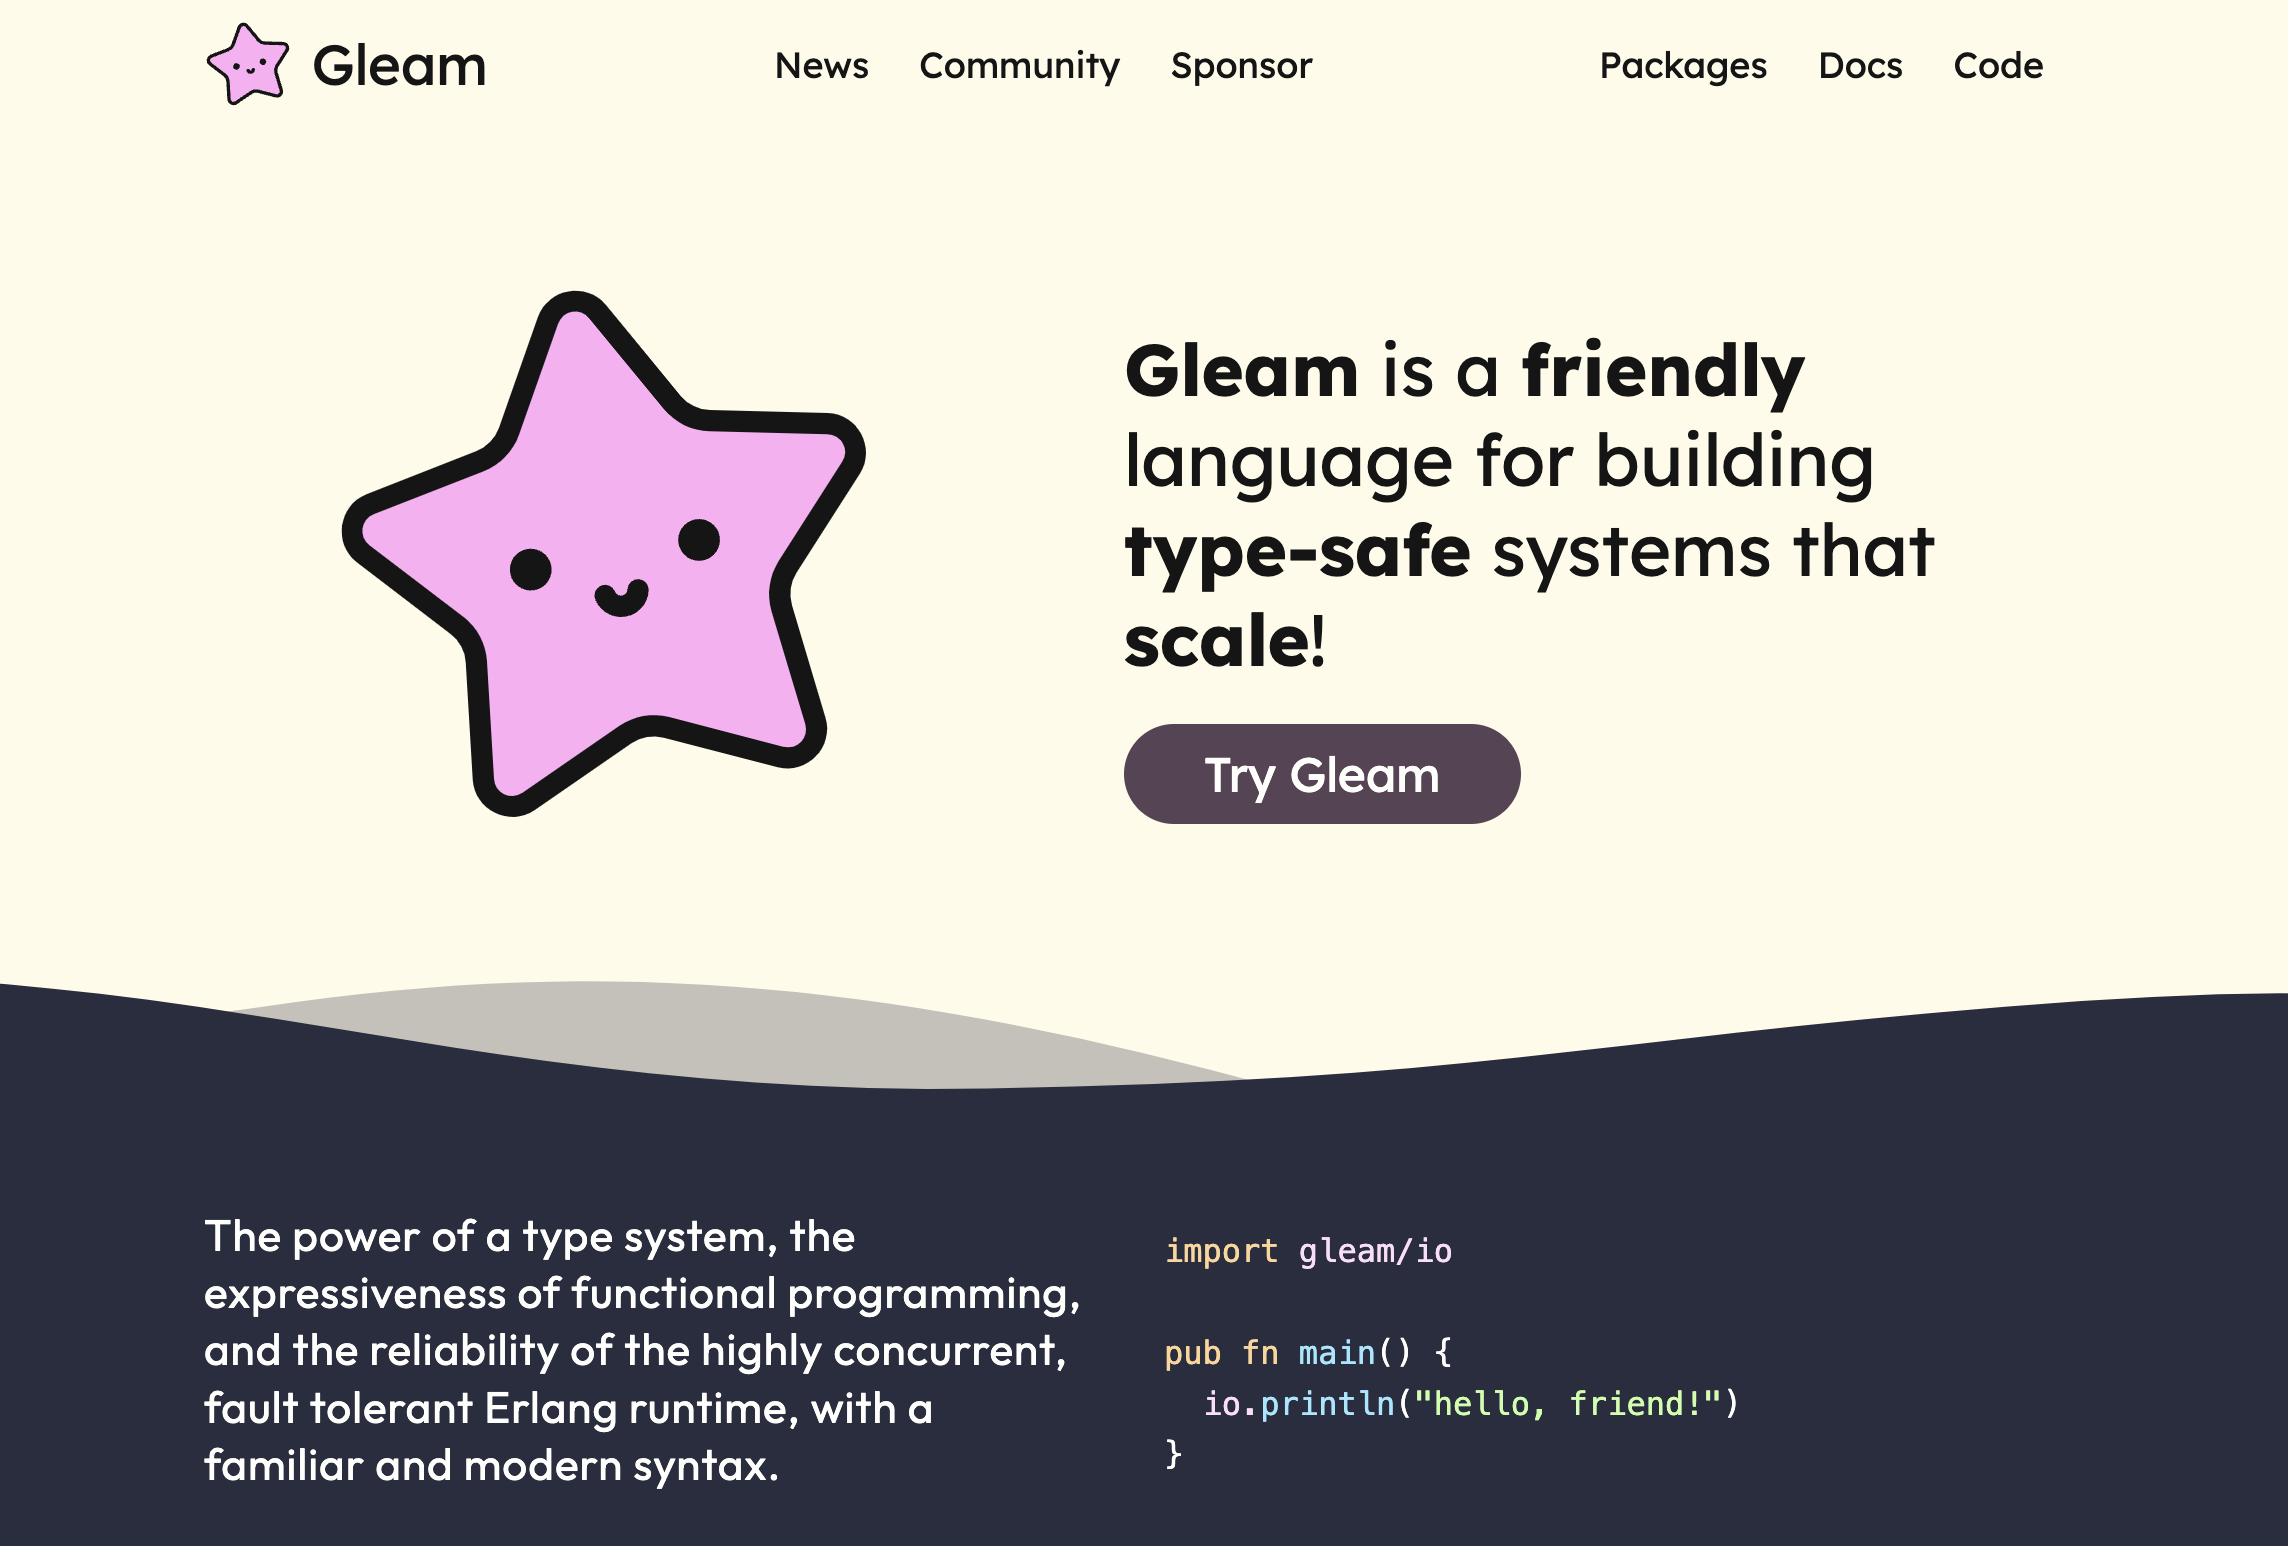 Gleam
News Community Sponsor
Packages Docs Code
Gleam is a friendly
language for building
type-safe systems that
scale!
Try Gleam
The power of a type system, the
expressiveness of functional programming,
and the reliability of the highly concurrent,
fault tolerant Erlang runtime, with a
familiar and modern syntax.
import gleam/io
pub fn main() {
  io.println("hello, friend!")
}